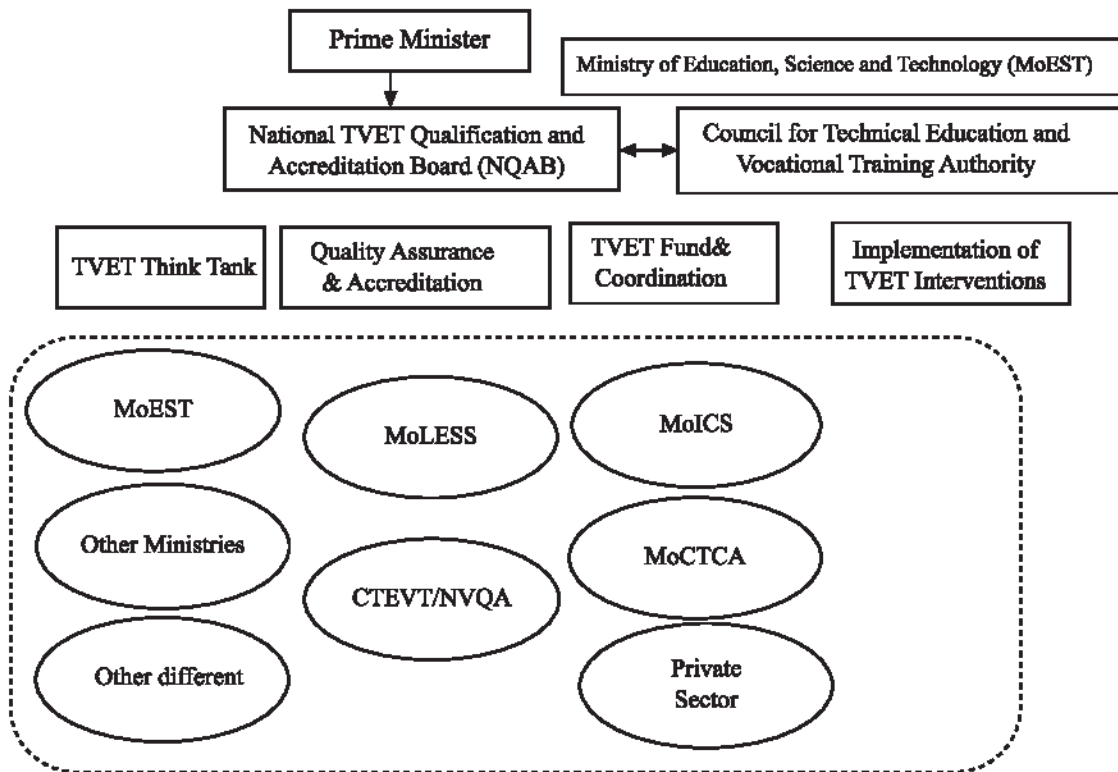 Prime Minister
Ministry of Education, Science and Technology (MoEST)
National TVET Qualification and
Accreditation Board (NQAB)
Council for Technical Education and
Vocational Training Authority
TVET Think Tank
Quality Assurance
& Accreditation
TVET Fund&
Coordination
Implementation of
TVET Interventions
MoEST
MoLESS
MoICS
Other Ministries
CTEVT/NVQA
MoCTCA
Other different
Private
Sector